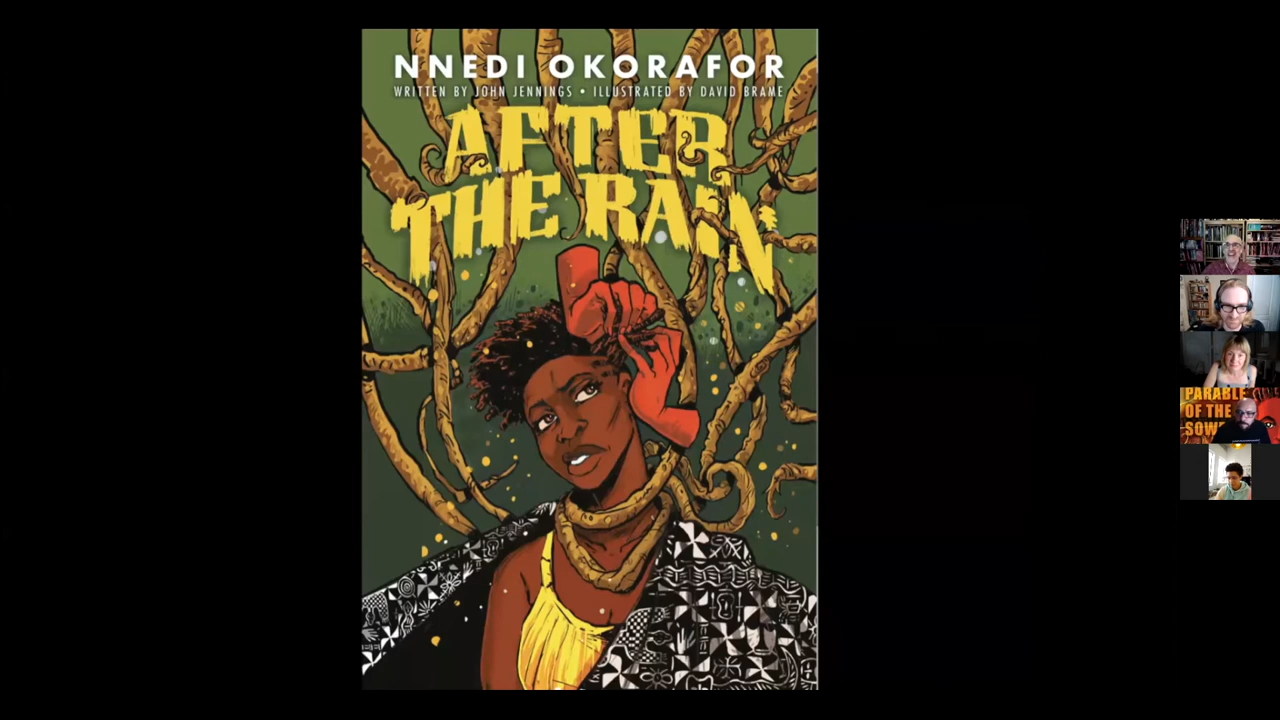 NNEDI OKORAFOR
WRITTEN BY JOHN JENNINGS • ILLUSTRATED BY DAVID BRAME
AFTER
THE RAIN
PARABLE
OF THE
SOW